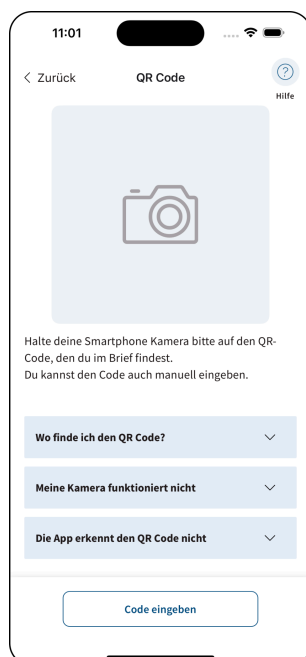 11:01
Zurück
QR Code
Hilfe
Halte deine Smartphone Kamera bitte auf den QR-
Code, den du im Brief findest.
Du kannst den Code auch manuell eingeben.
Wo finde ich den QR Code?
Meine Kamera funktioniert nicht
Die App erkennt den QR Code nicht
Code eingeben